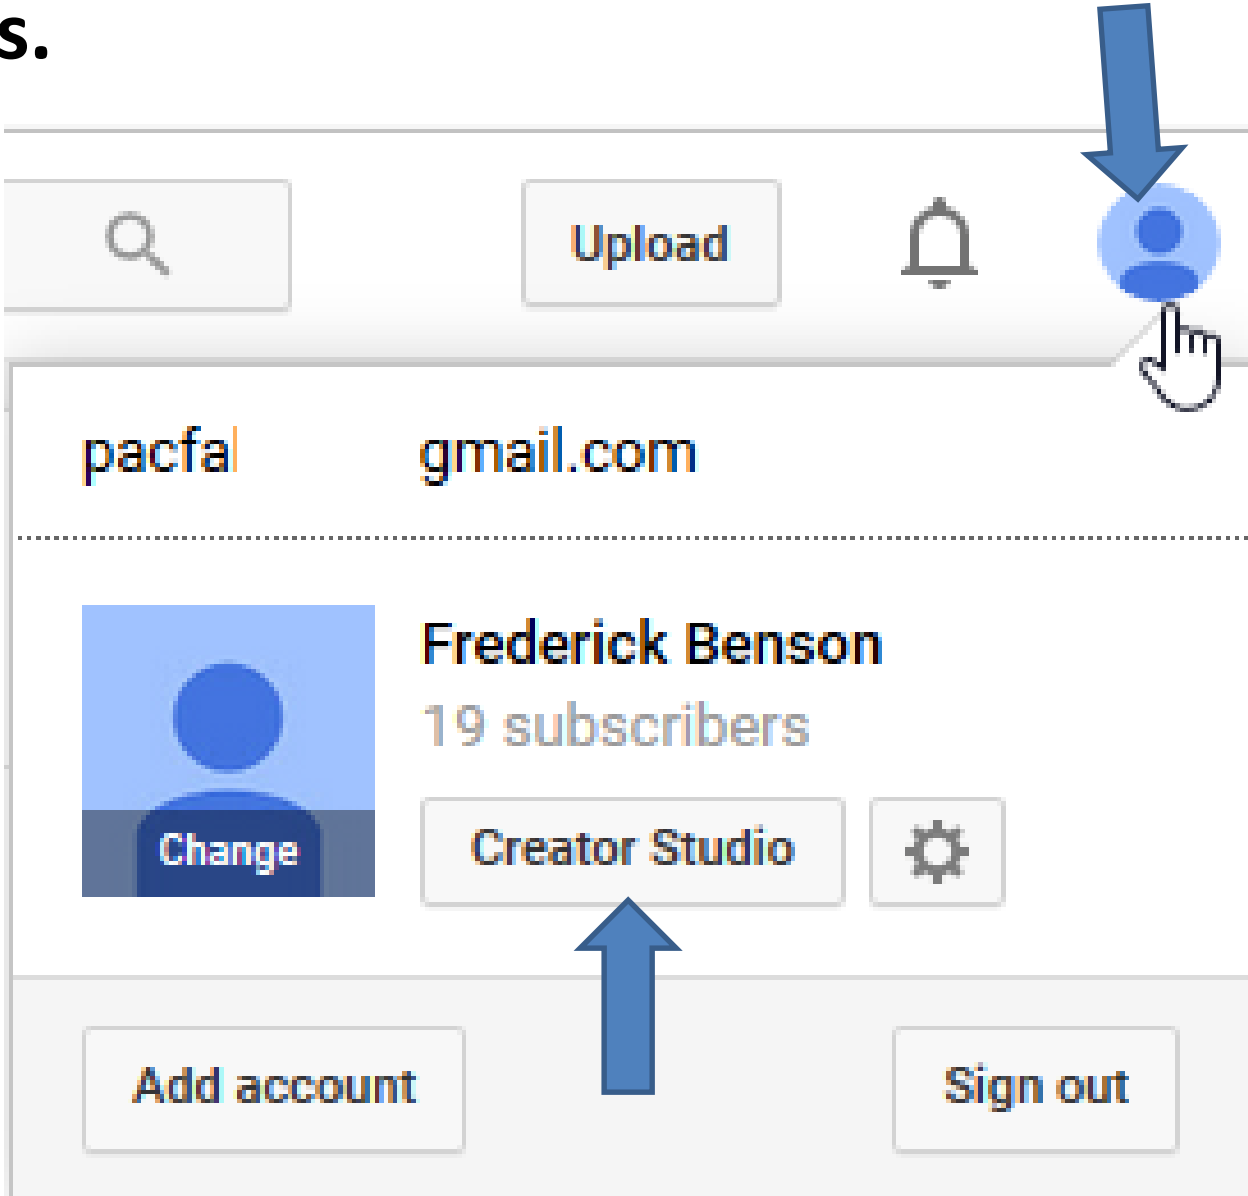 s.
Upload
pacfal gmail.com
Frederick Benson
19 subscribers
Change
Creator Studio
Add account
Sign out